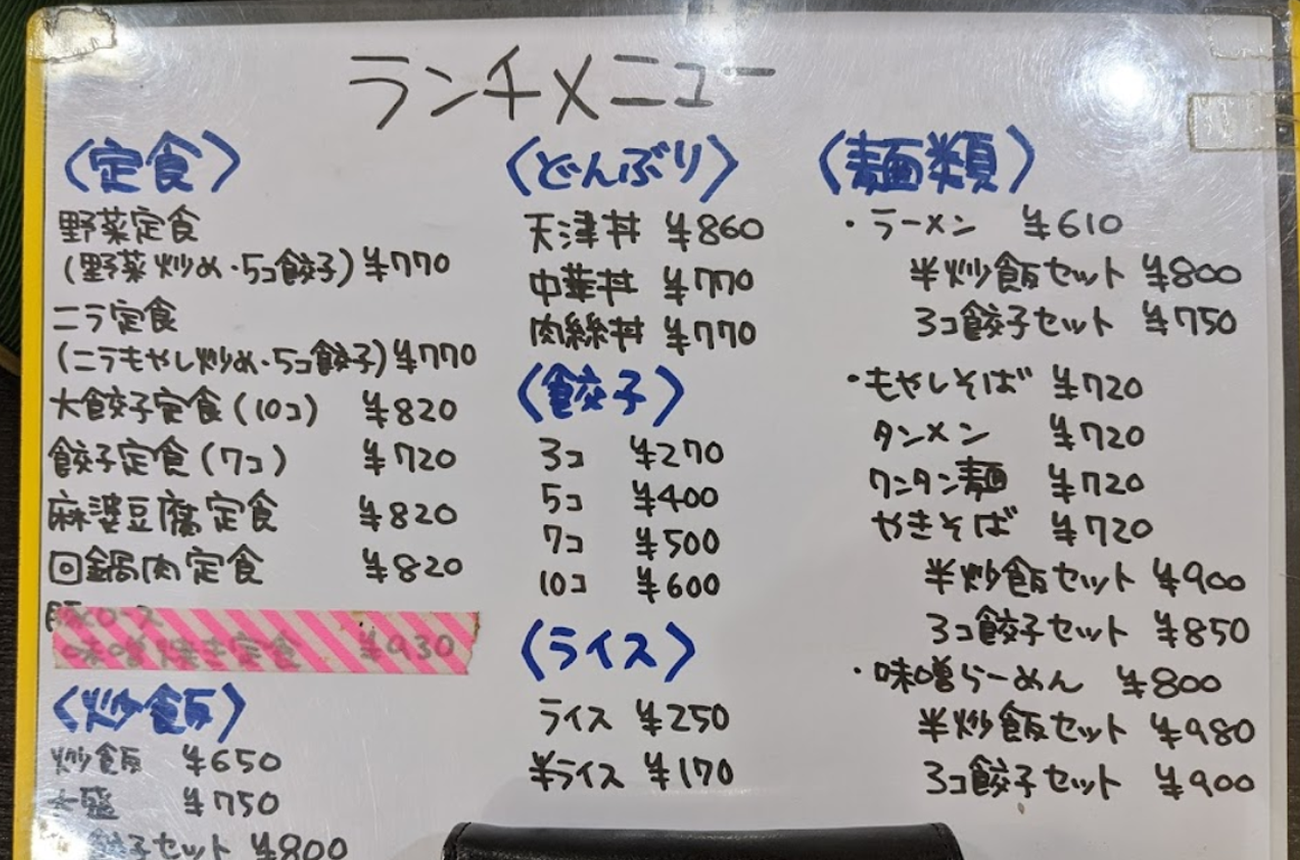 ランチメニュー
〈定食〉
野菜定食
(野菜炒め・5コ餃子) ¥770
ニラ定食
(ニラもやし炒め・5コ餃子) ¥770
大餃子定食(10コ) ¥820
餃子定食(7コ) ¥720
麻婆豆腐定食 ¥820
回鍋肉定食 ¥820
豚ロース
味噌焼き定食 ¥930
〈炒飯〉
炒飯 ¥650
大盛 ¥750
餃子セット ¥800
〈どんぶり〉
天津丼 ¥860
中華丼 ¥770
肉絲丼 ¥770
〈餃子〉
3コ ¥270
5コ ¥400
7コ ¥500
10コ ¥600
〈ライス〉
ライス ¥250
半ライス ¥170
〈麺類〉
・ラーメン ¥610
半炒飯セット ¥800
3コ餃子セット ¥750
・もやしそば ¥720
タンメン ¥720
ワンタン麺 ¥720
やきそば ¥720
半炒飯セット ¥900
3コ餃子セット ¥850
・味噌らーめん ¥800
半炒飯セット ¥980
3コ餃子セット ¥900